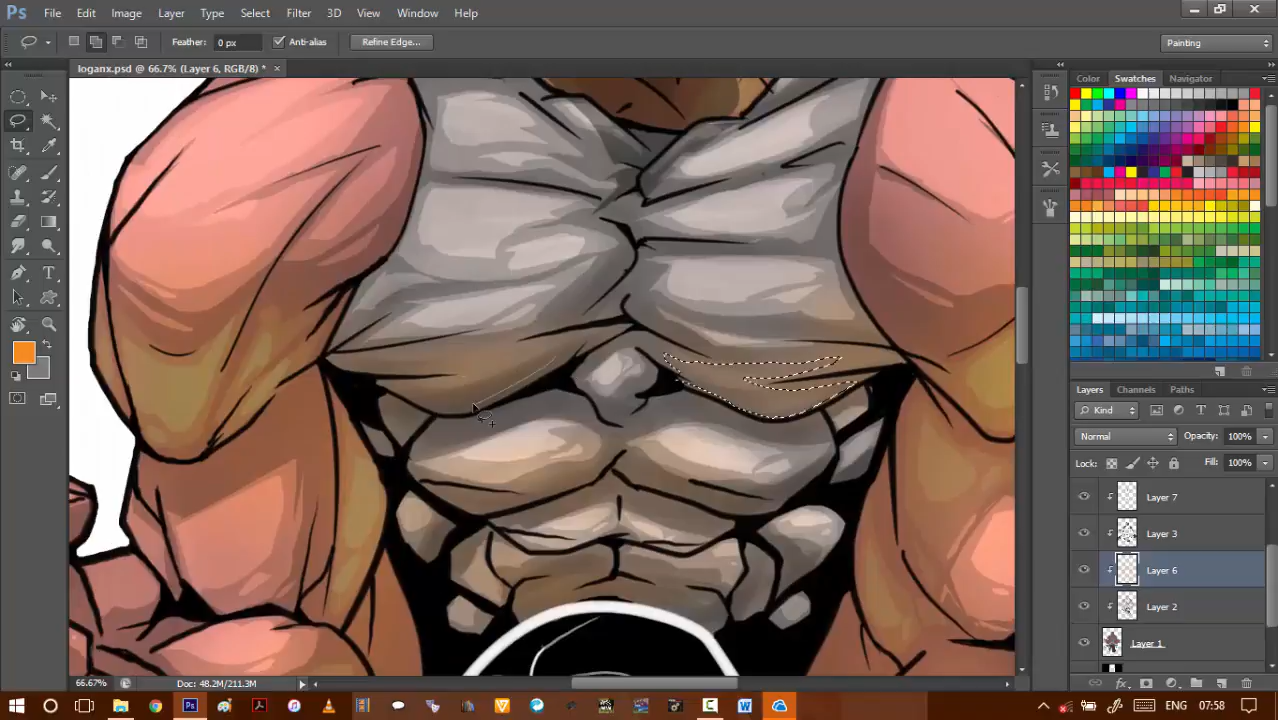 Ps File Edit Image Layer Type Select Filter 3D View Window Help
Feather: 0 px Anti-alias Refine Edge... Painting
loganx.psd @ 66.7% (Layer 6, RGB/8) * ×
Color Swatches Navigator
Layers Channels Paths
Kind
Normal Opacity: 100%
Lock: Fill: 100%
Layer 7
Layer 3
Layer 6
Layer 2
Layer 1
66.67% Doc: 48.2M/211.3M
ENG 07:58